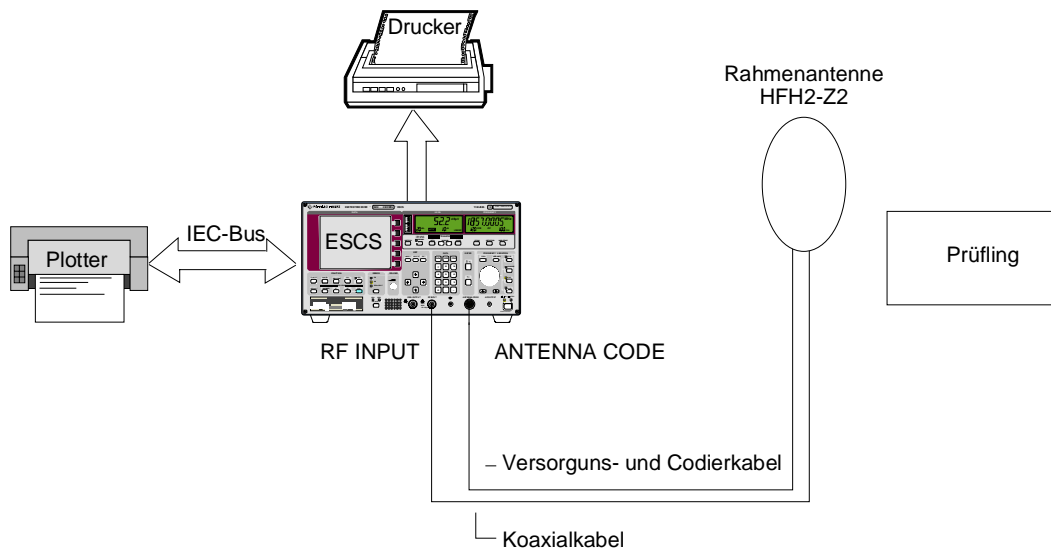 Drucker
Rahmenantenne
HFH2-Z2
IEC-Bus
ESCS
Plotter
Prüfling
RF INPUT
ANTENNA CODE
Versorguns- und Codierkabel
Koaxialkabel